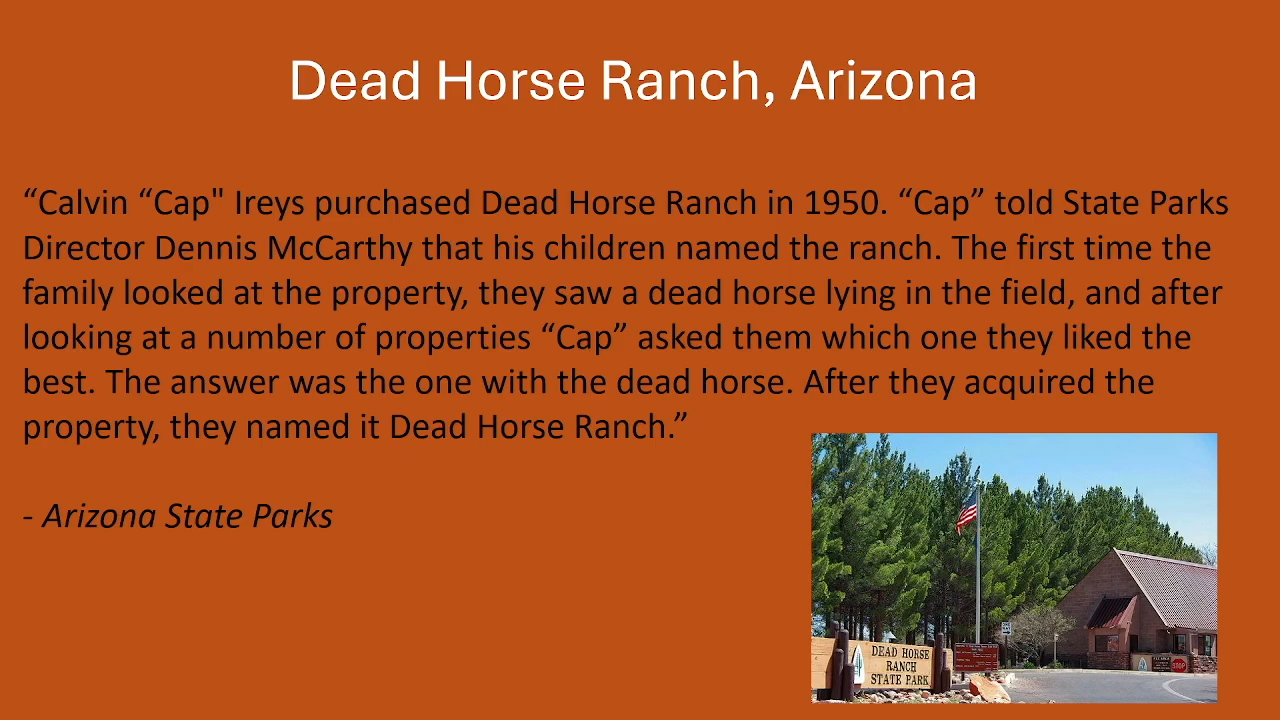 Dead Horse Ranch, Arizona
“Calvin “Cap" Ireys purchased Dead Horse Ranch in 1950. “Cap” told State Parks
Director Dennis McCarthy that his children named the ranch. The first time the
family looked at the property, they saw a dead horse lying in the field, and after
looking at a number of properties “Cap” asked them which one they liked the
best. The answer was the one with the dead horse. After they acquired the
property, they named it Dead Horse Ranch.”
- Arizona State Parks
DEAD HORSE
RANCH
STATE PARK
STOP